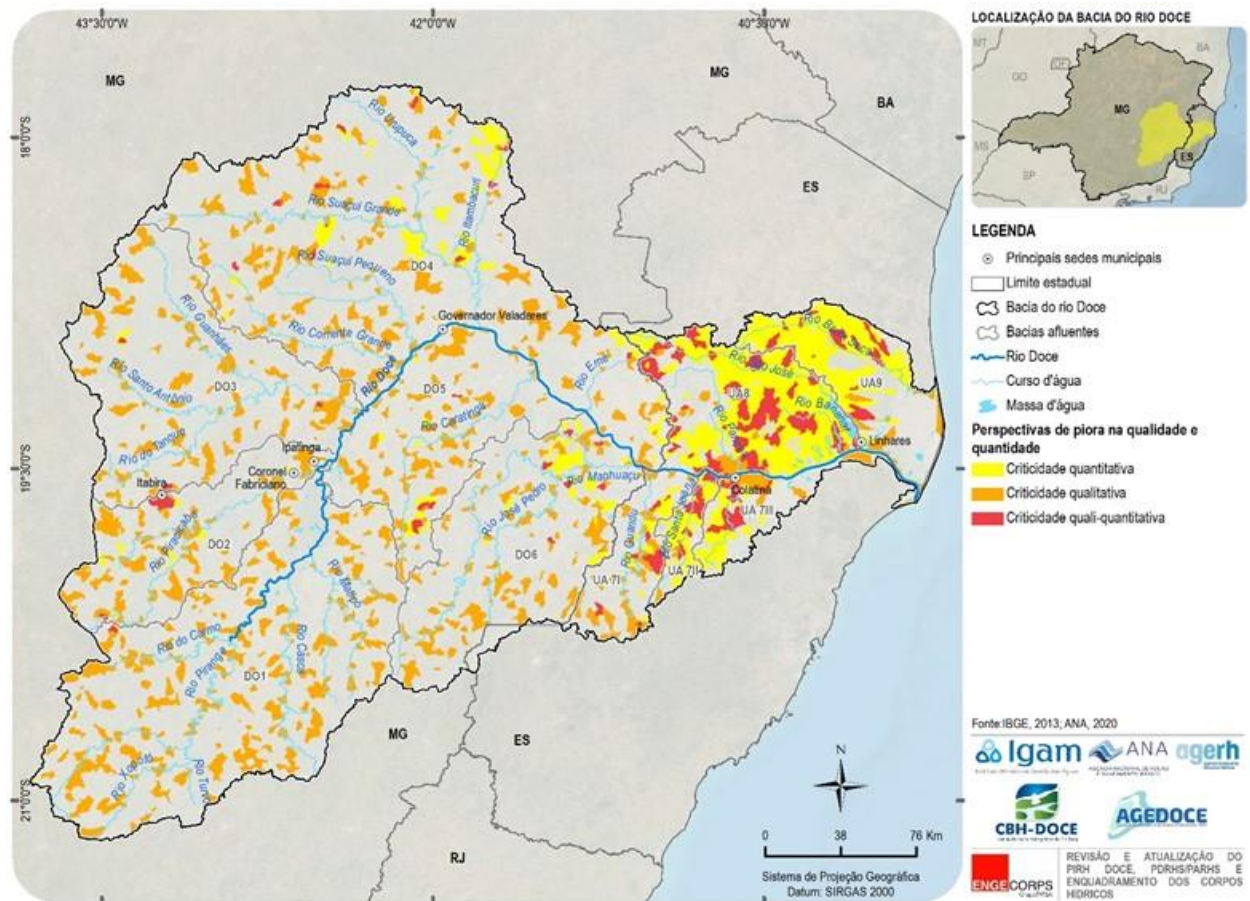 43°30'0"W
42°0'0"W
40°30'0"W
18°0'0"S
19°30'0"S
21°0'0"S
MG
MG
BA
ES
MG
ES
RJ
Rio Urupuca
Rio Itambacuri
Rio Suaçuí Grande
DO4
Rio Suaçuí Pequeno
Governador Valadares
Rio Corrente Grande
Rio Guanhães
Rio Santo Antônio
DO3
Rio do Tanque
Rio Doce
DO5
Rio Caratinga
Rio Eme
Ipatinga
Coronel Fabriciano
Itabira
Rio Piracicaba
DO2
Rio Manhuaçu
Rio José Pedro
DO6
Rio Matipó
Rio Casca
Rio do Carmo
Rio Piranga
DO1
Rio Xopotó
Rio Turvo
Rio Guandu
UA 7I
UA 7II
UA 7III
Colatina
Linhares
UA8
UA9
Rio São José
N
0
38
76 Km
Sistema de Projeção Geográfica
Datum: SIRGAS 2000
LOCALIZAÇÃO DA BACIA DO RIO DOCE
MT
DF
BA
GO
MG
MS
ES
SP
RJ
LEGENDA
Principais sedes municipais
Limite estadual
Bacia do rio Doce
Bacias afluentes
Rio Doce
Curso d'água
Massa d'água
Perspectivas de piora na qualidade e
quantidade
Criticidade quantitativa
Criticidade qualitativa
Criticidade quali-quantitativa
Fonte:IBGE, 2013; ANA, 2020
Igam
ANA
agerh
CBH-DOCE
AGEDOCE
ENGECORPS
REVISÃO E ATUALIZAÇÃO DO
PIRH DOCE, PDRHS/PARHS E
ENQUADRAMENTO DOS CORPOS
HÍDRICOS